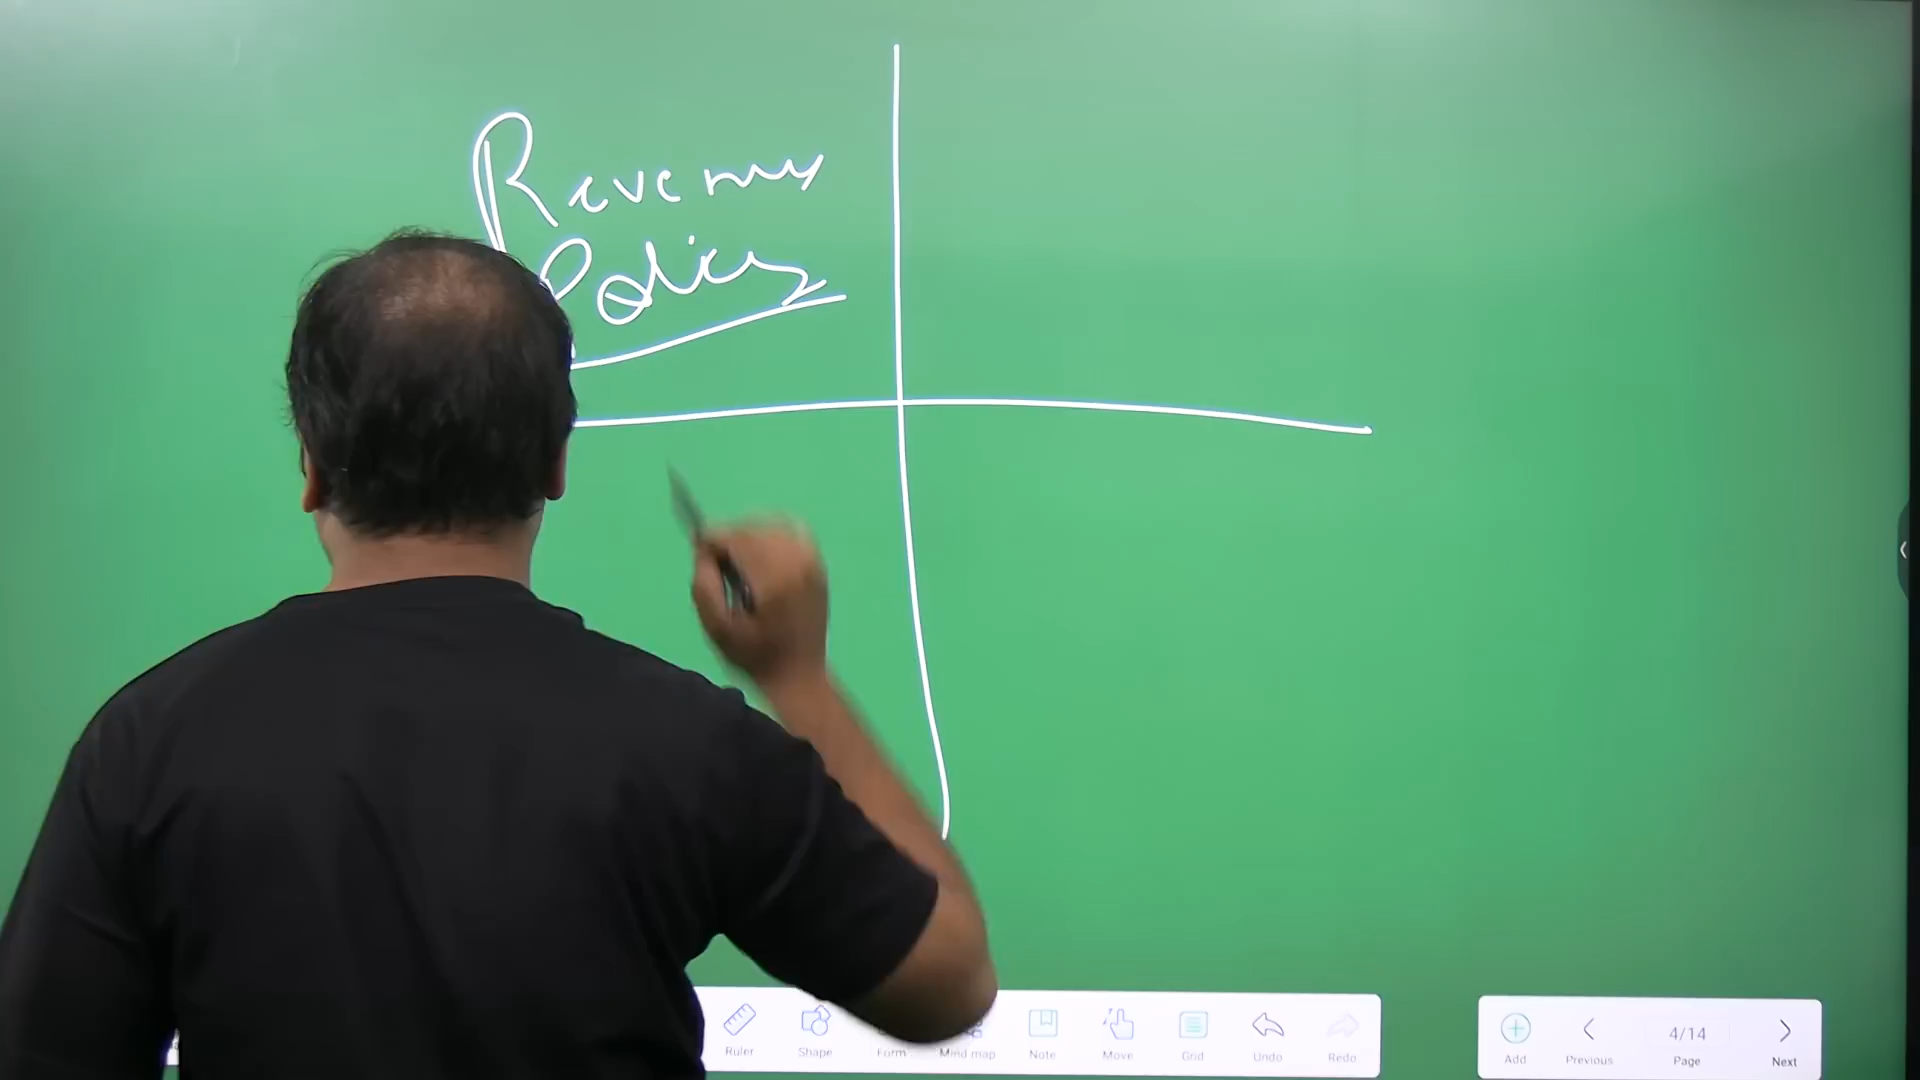 Revenue
Policy
Ruler
Shape
Form
Mind map
Note
Move
Grid
Undo
Redo
Add
Previous
4/14
Page
Next